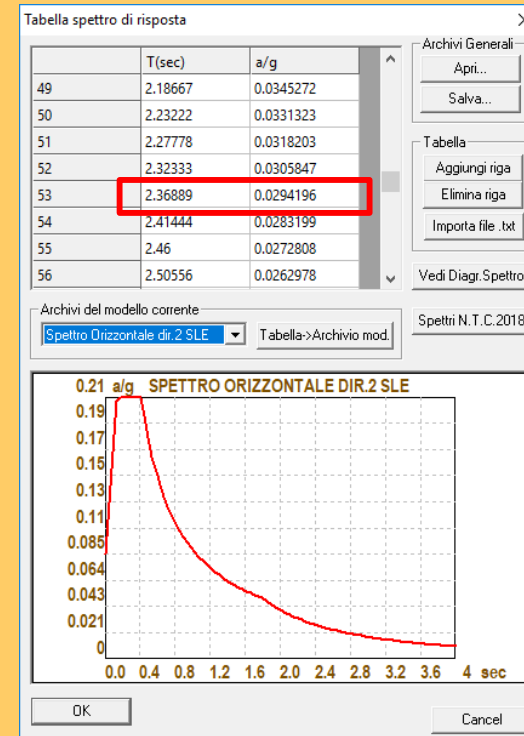 Tabella spettro di risposta
T(sec) a/g
49 2.18667 0.0345272
50 2.23222 0.0331323
51 2.27778 0.0318203
52 2.32333 0.0305847
53 2.36889 0.0294196
54 2.41444 0.0283199
55 2.46 0.0272808
56 2.50556 0.0262978
Archivi Generali
Apri...
Salva...
Tabella
Aggiungi riga
Elimina riga
Importa file .txt
Vedi Diagr.Spettro
Spettri N.T.C.2018
Archivi del modello corrente
Spettro Orizzontale dir.2 SLE
Tabella->Archivio mod.
0.21 a/g SPETTRO ORIZZONTALE DIR.2 SLE
0.19
0.17
0.15
0.13
0.11
0.085
0.064
0.043
0.021
0
0.0 0.4 0.8 1.2 1.6 2.0 2.4 2.8 3.2 3.6 4 sec
OK
Cancel